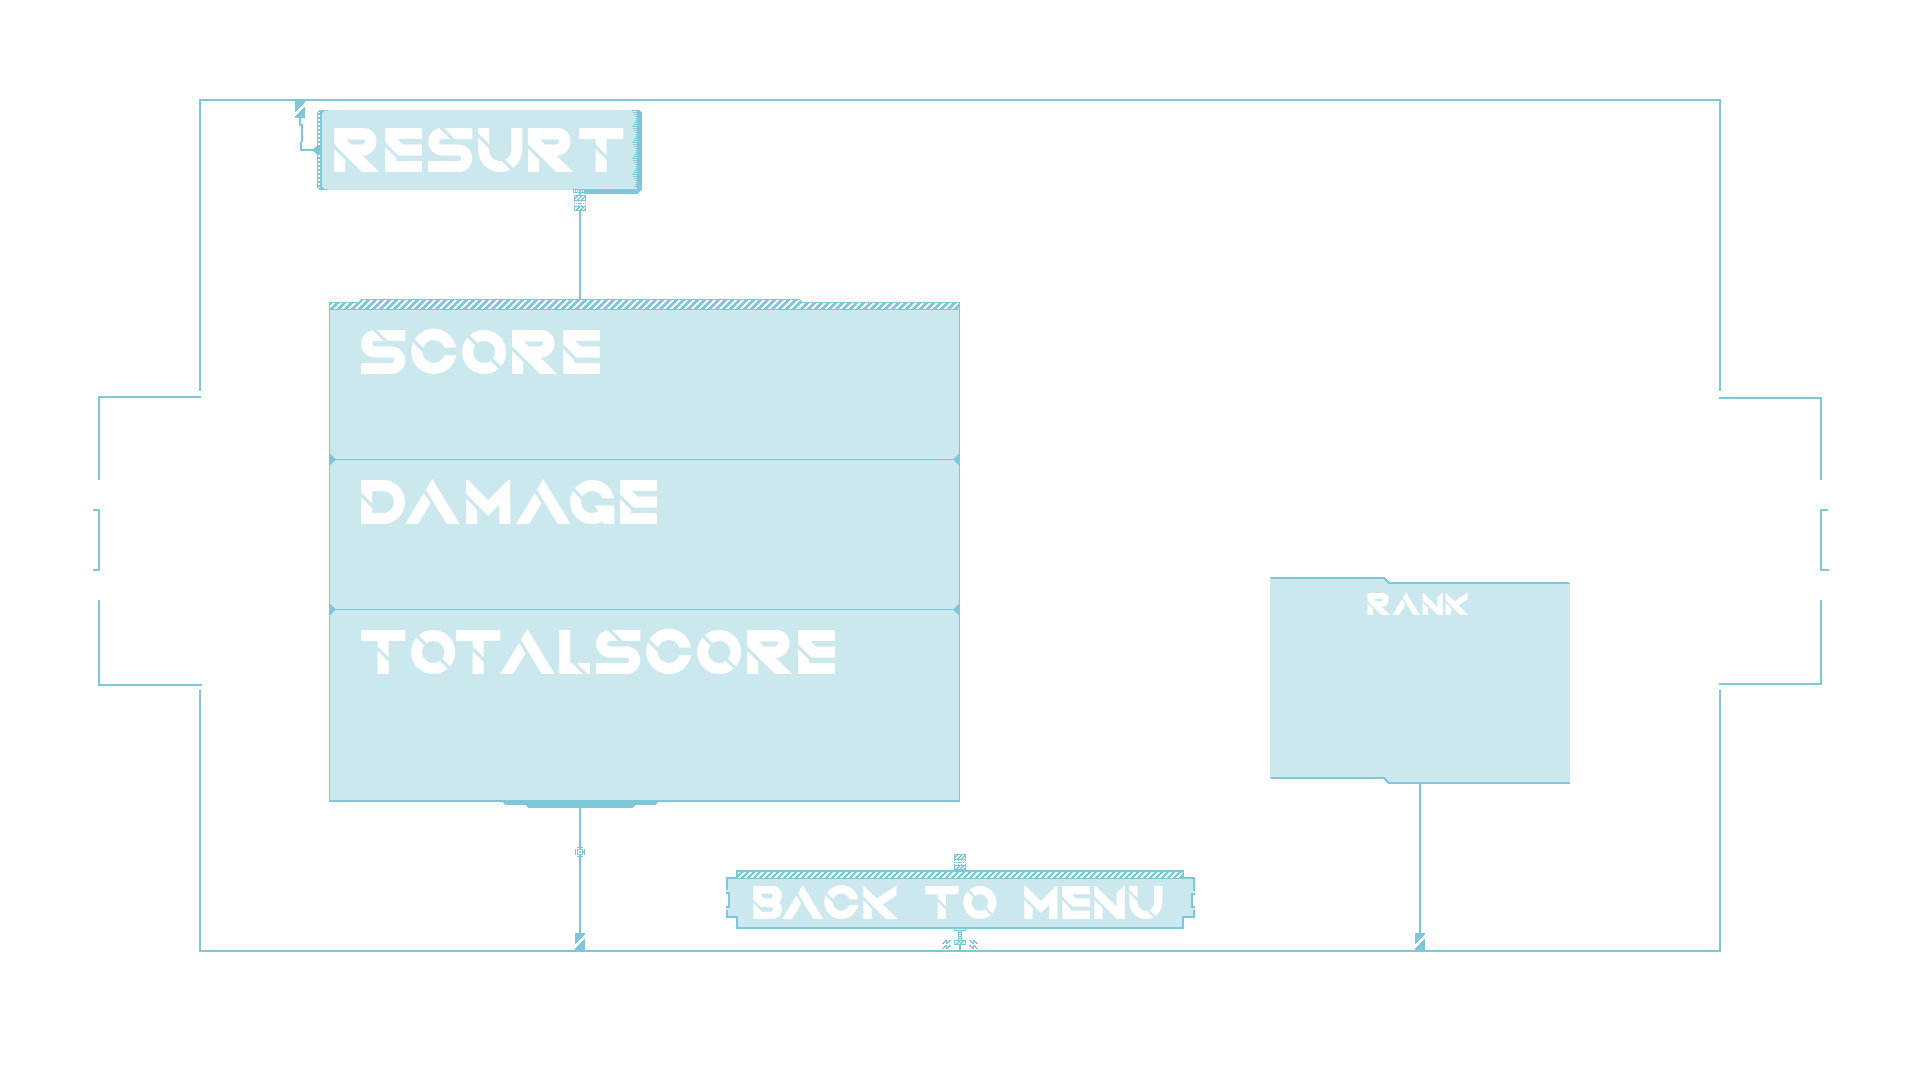 RESURT
SCORE
DAMAGE
TOTALSCORE
RANK
BACK TO MENU